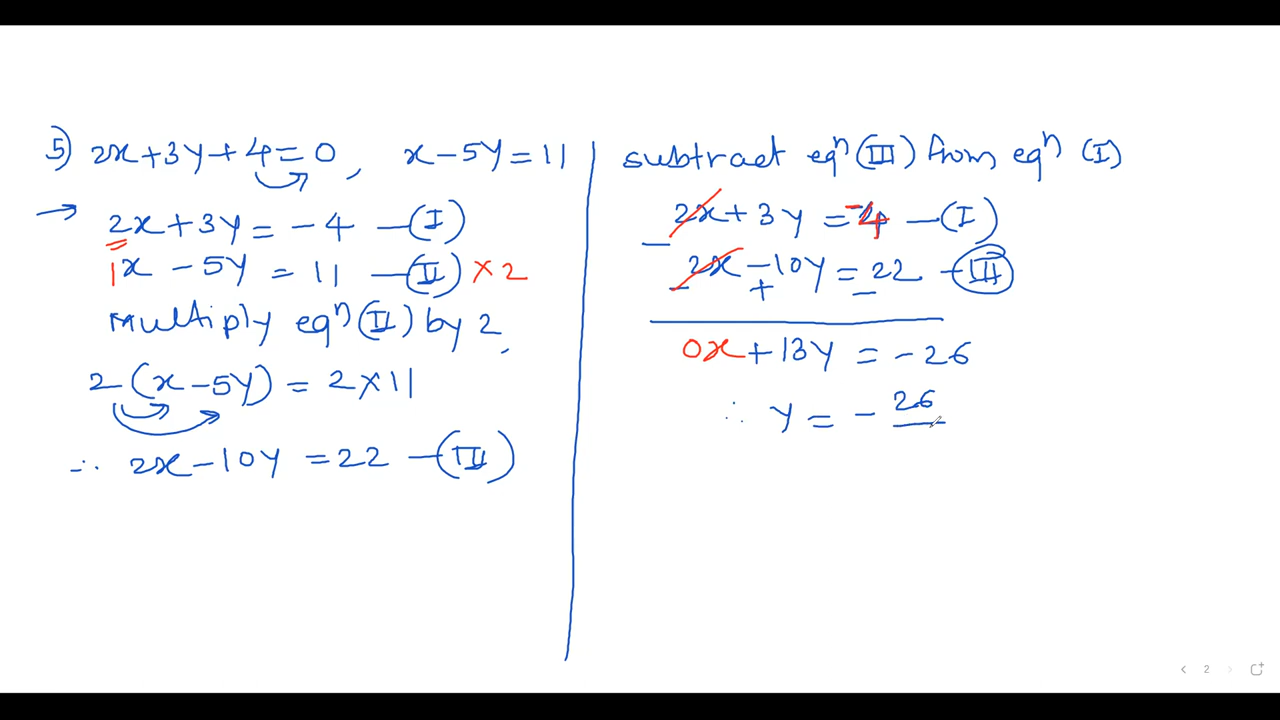 5) 2x+3y+4=0, x-5y=11
→ 2x+3y=-4 —(I)
1x -5y = 11 —(II) ×2
Multiply eqⁿ(II) by 2,
2(x-5y) = 2×11
∴ 2x-10y =22 —(III)
subtract eqⁿ(III) from eqⁿ (I)
2x+3y =-4 —(I)
− 2x -10y = 22 —(III)
− + −
0x+13y = -26
∴ y = - 26
2